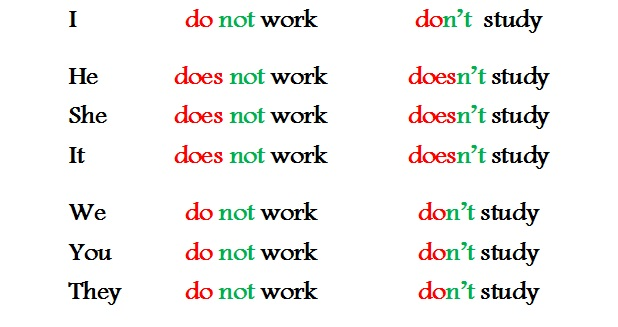 I do not work don't study
He does not work doesn't study
She does not work doesn't study
It does not work doesn't study
We do not work don't study
You do not work don't study
They do not work don't study